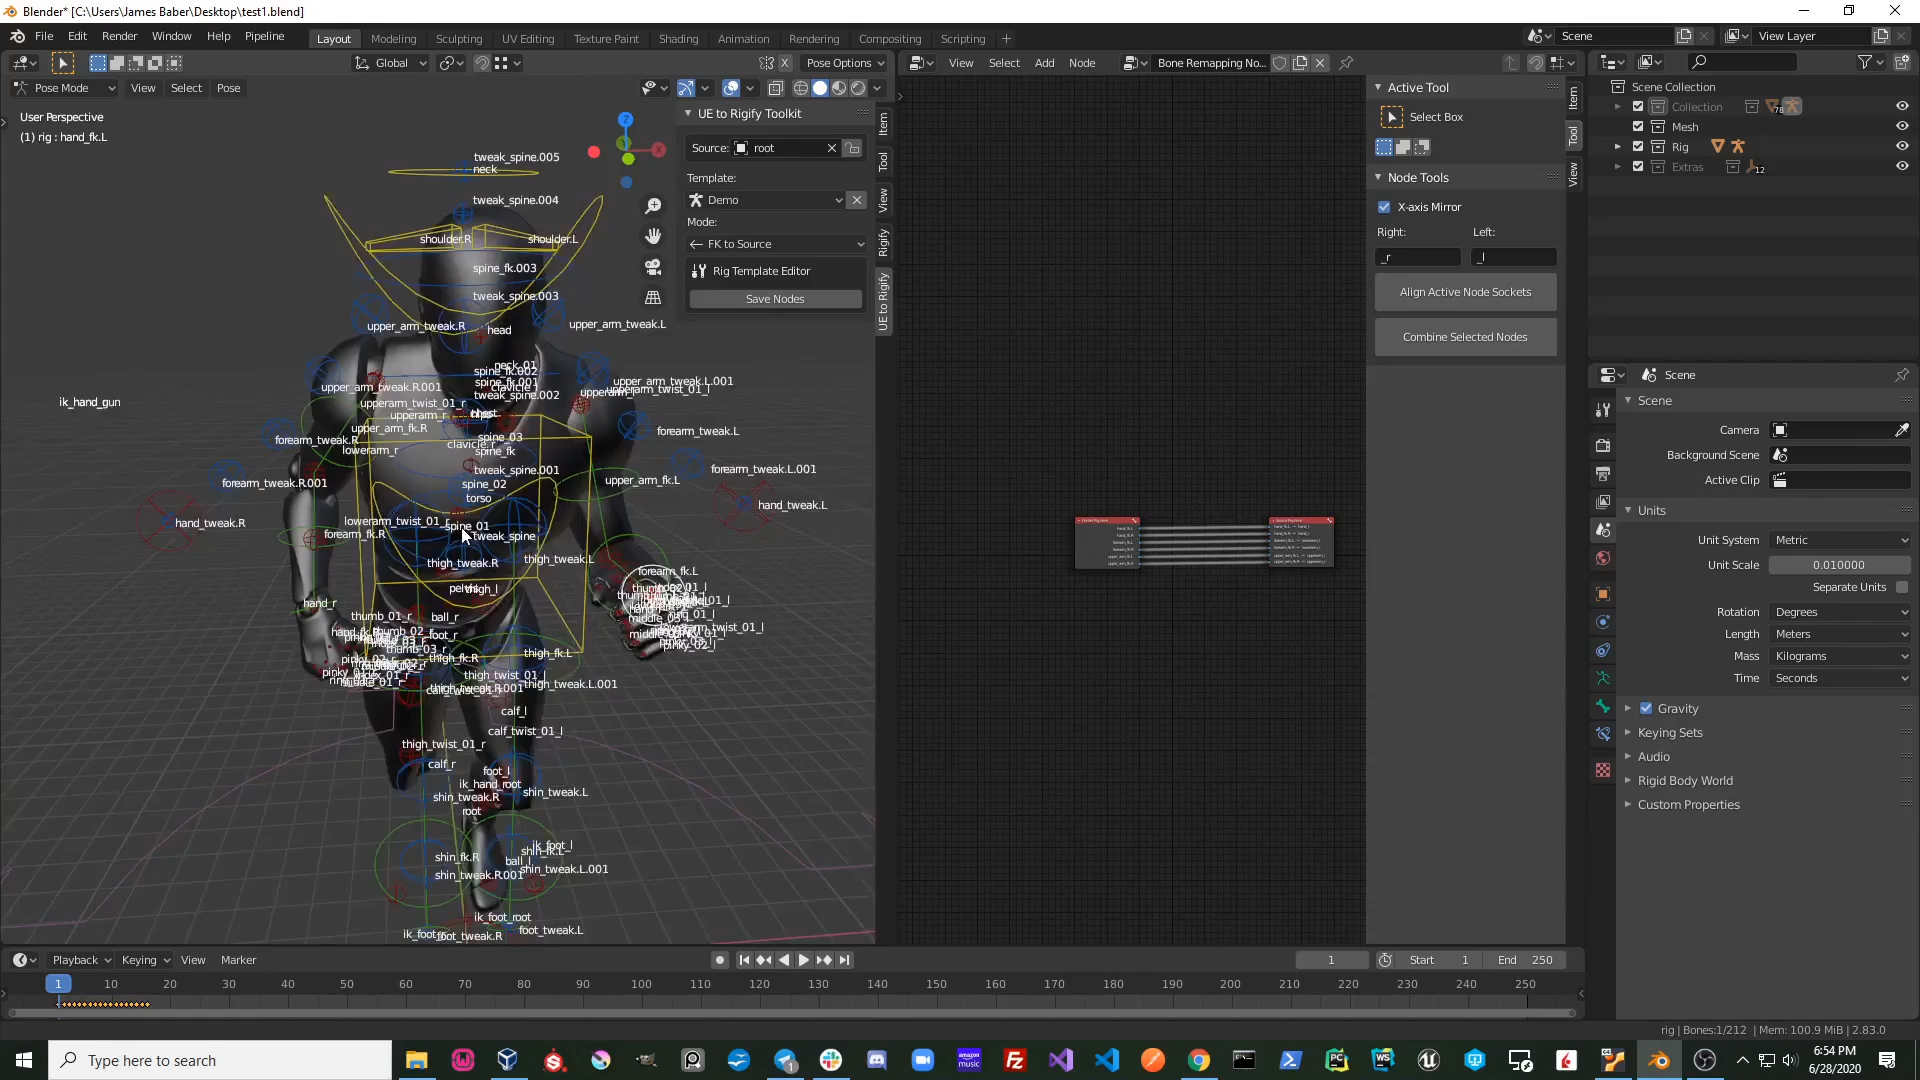 Blender* [C:\Users\James Baber\Desktop\test1.blend]
File Edit Render Window Help Pipeline
Layout Modeling Sculpting UV Editing Texture Paint Shading Animation Rendering Compositing Scripting +
Scene
View Layer
Global
Pose Options
View Select Add Node
Bone Remapping No...
Pose Mode View Select Pose
User Perspective
(1) rig : hand_fk.L
UE to Rigify Toolkit
Source: root
Template:
Demo
Mode:
FK to Source
Rig Template Editor
Save Nodes
Item
Tool
View
Rigify
UE to Rigify
tweak_spine.005
neck
tweak_spine.004
shoulder.R
shoulder.L
spine_fk.003
tweak_spine.003
upper_arm_tweak.R
upper_arm_tweak.L
head
neck_01
spine_fk.002
spine_fk.001
upper_arm_tweak.R.001
upper_arm_tweak.L.001
tweak_spine.002
ik_hand_gun
upperarm_twist_01_r
upperarm_r
upper_arm_fk.R
spine_03
clavicle_r
spine_fk
forearm_tweak.R
forearm_tweak.L
lowerarm_r
tweak_spine.001
forearm_tweak.L.001
forearm_tweak.R.001
spine_02
upper_arm_fk.L
torso
hand_tweak.L
hand_tweak.R
lowerarm_twist_01_r
spine_01
forearm_fk.R
tweak_spine
thigh_tweak.R
thigh_tweak.L
forearm_fk.L
thigh_l
hand_r
thumb_01_r
ball_r
lowerarm_twist_01_l
foot_r
thumb_03_r
thigh_fk.R
thigh_fk.L
thigh_twist_01_l
thigh_tweak.L.001
pinky_02_l
calf_l
calf_twist_01_l
thigh_twist_01_r
calf_r
foot_l
ik_hand_root
shin_tweak.R
shin_tweak.L
root
shin_fk.R
ik_foot_l
ball_l
shin_tweak.L.001
shin_tweak.R.001
ik_foot_root
foot_tweak.R
foot_tweak.L
Active Tool
Select Box
Node Tools
X-axis Mirror
Right: Left:
_r _l
Align Active Node Sockets
Combine Selected Nodes
Item
Tool
View
Scene Collection
Collection 78
Mesh
Rig
Extras 12
Scene
Scene
Camera
Background Scene
Active Clip
Units
Unit System Metric
Unit Scale 0.010000
Separate Units
Rotation Degrees
Length Meters
Mass Kilograms
Time Seconds
Gravity
Keying Sets
Audio
Rigid Body World
Custom Properties
Playback Keying View Marker
1 Start 1 End 250
1 10 20 30 40 50 60 70 80 90 100 110 120 130 140 150 160 170 180 190 200 210 220 230 240 250
rig | Bones:1/212 | Mem: 100.9 MiB | 2.83.0
Type here to search
6:54 PM
6/28/2020